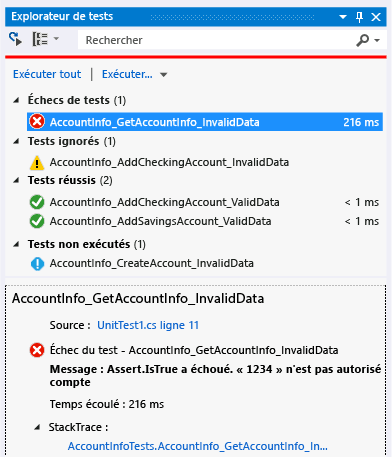 Explorateur de tests
Rechercher
Exécuter tout | Exécuter...
Échecs de tests (1)
AccountInfo_GetAccountInfo_InvalidData 216 ms
Tests ignorés (1)
AccountInfo_AddCheckingAccount_InvalidData
Tests réussis (2)
AccountInfo_AddCheckingAccount_ValidData < 1 ms
AccountInfo_AddSavingsAccount_ValidData < 1 ms
Tests non exécutés (1)
AccountInfo_CreateAccount_InvalidData
AccountInfo_GetAccountInfo_InvalidData
Source : UnitTest1.cs ligne 11
Échec du test - AccountInfo_GetAccountInfo_InvalidData
Message : Assert.IsTrue a échoué. « 1234 » n'est pas autorisé
compte
Temps écoulé : 216 ms
StackTrace :
AccountInfoTests.AccountInfo_GetAccountInfo_In...